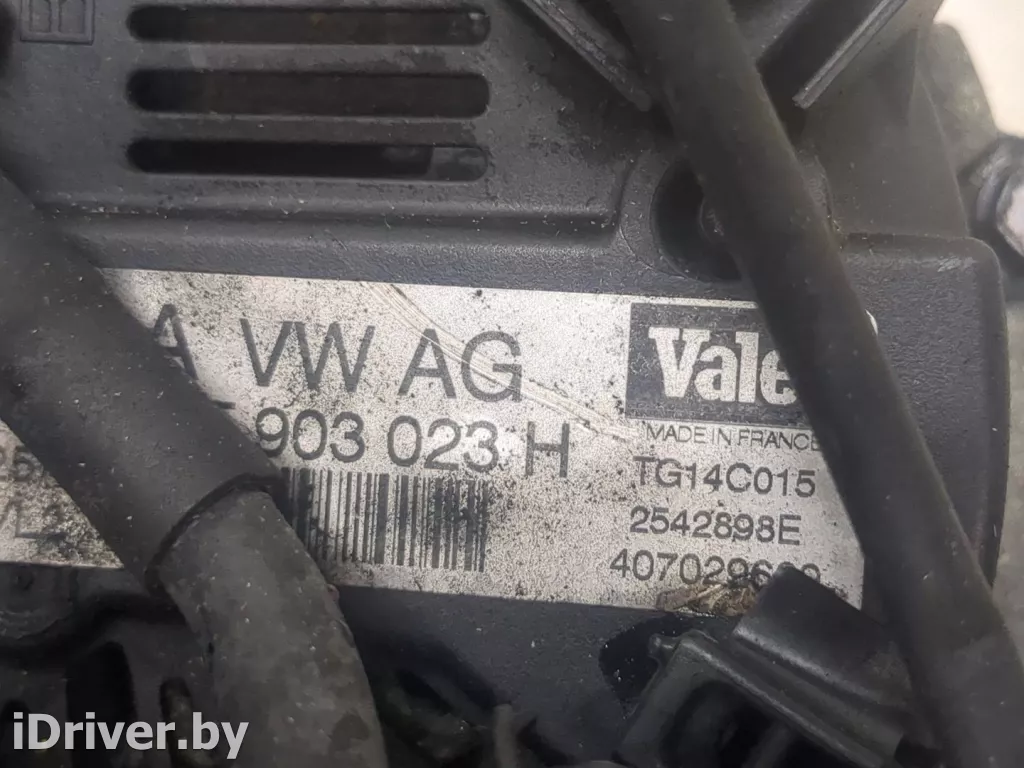 A VW AG
903 023 H
Vale
MADE IN FRANCE
TG14C015
2542898E
iDriver.by